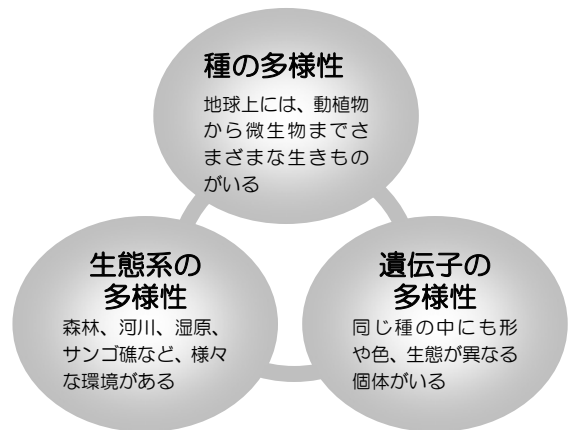 種の多様性
地球上には、動植物
から微生物までさ
まざまな生きもの
がいる
生態系の
多様性
森林、河川、湿原、
サンゴ礁など、様々
な環境がある
遺伝子の
多様性
同じ種の中にも形
や色、生態が異なる
個体がいる